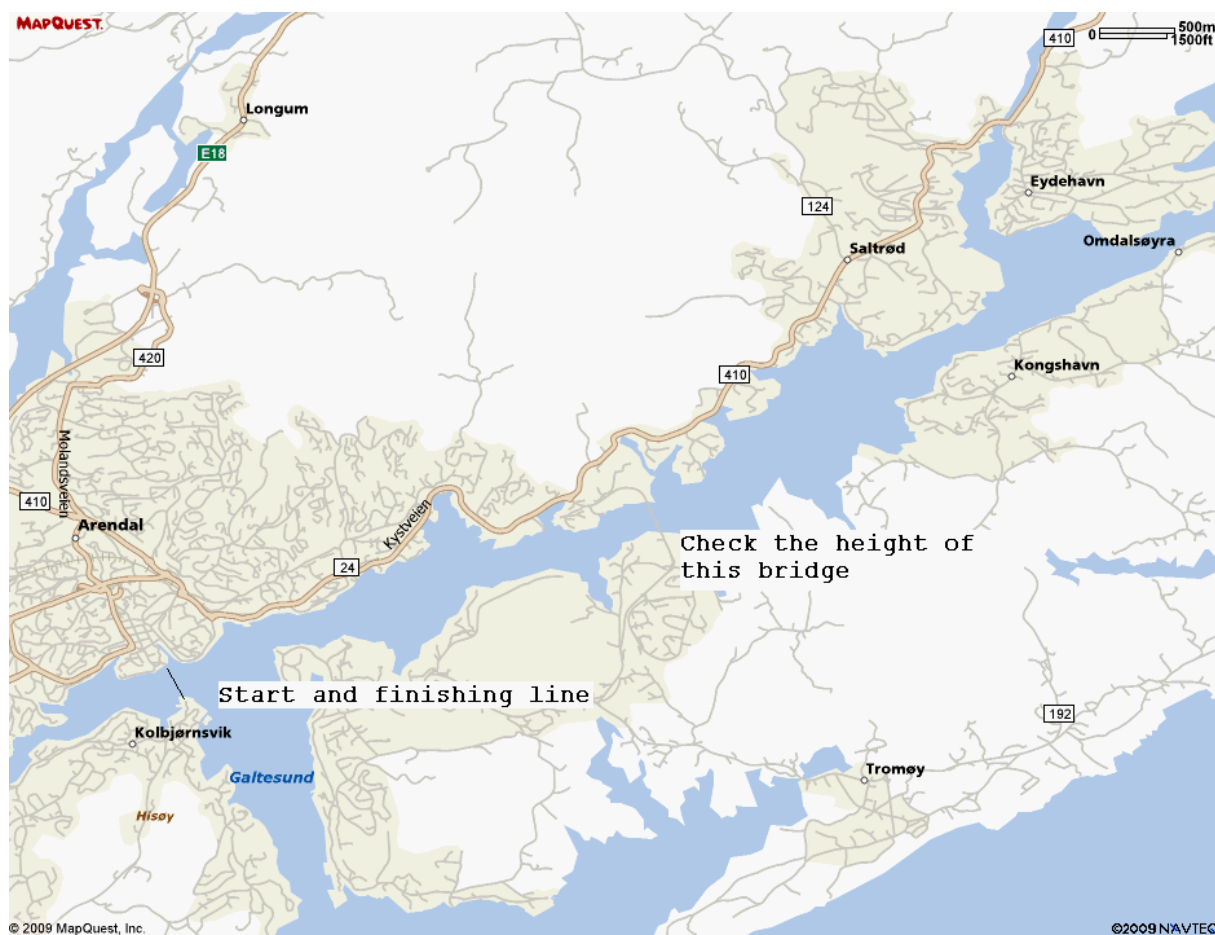 MAPQUEST.
410
0 500m
1500ft
Longum
E18
Eydehavn
124
Omdalsøyra
Saltrød
420
Kongshavn
410
Molandsveien
410
Kystveien
Arendal
Check the height of
this bridge
24
Start and finishing line
192
Kolbjørnsvik
Galtesund
Tromøy
Hisøy
© 2009 MapQuest, Inc.
©2009 NAVTEQ